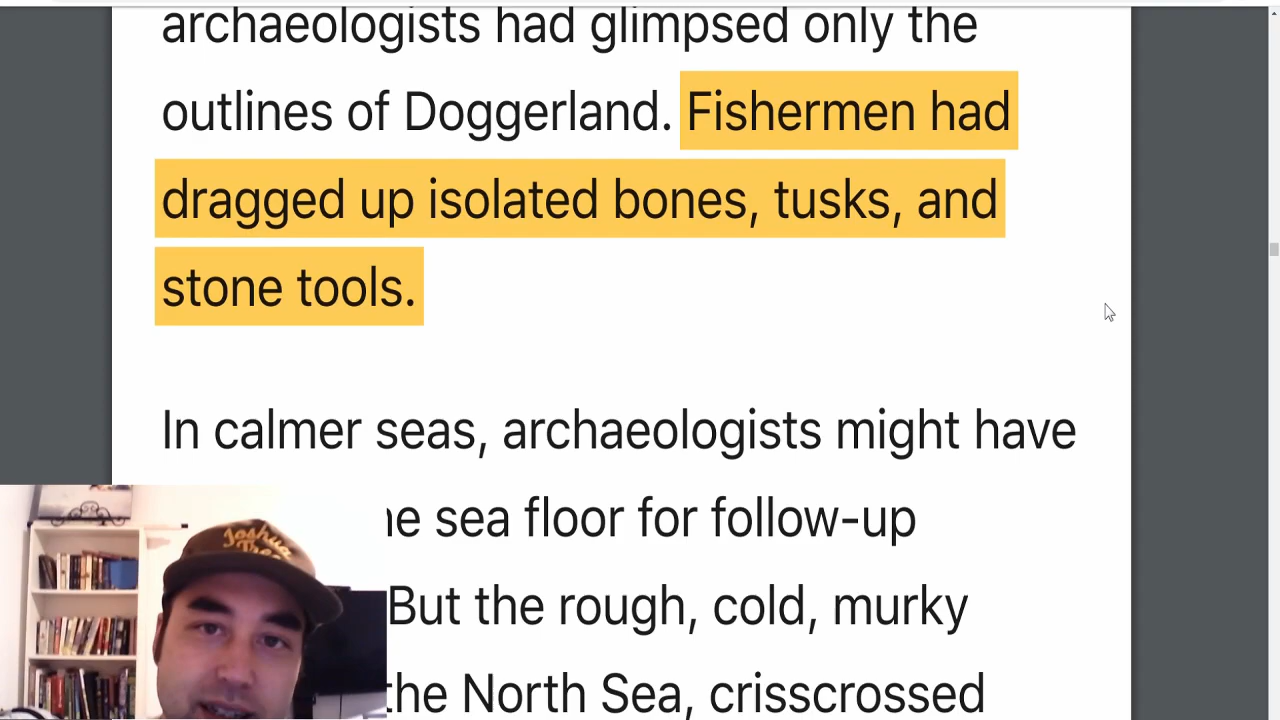 archaeologists had glimpsed only the
outlines of Doggerland. Fishermen had
dragged up isolated bones, tusks, and
stone tools.
In calmer seas, archaeologists might have
sea floor for follow-up
But the rough, cold, murky
the North Sea, crisscrossed
Joshua
Tree